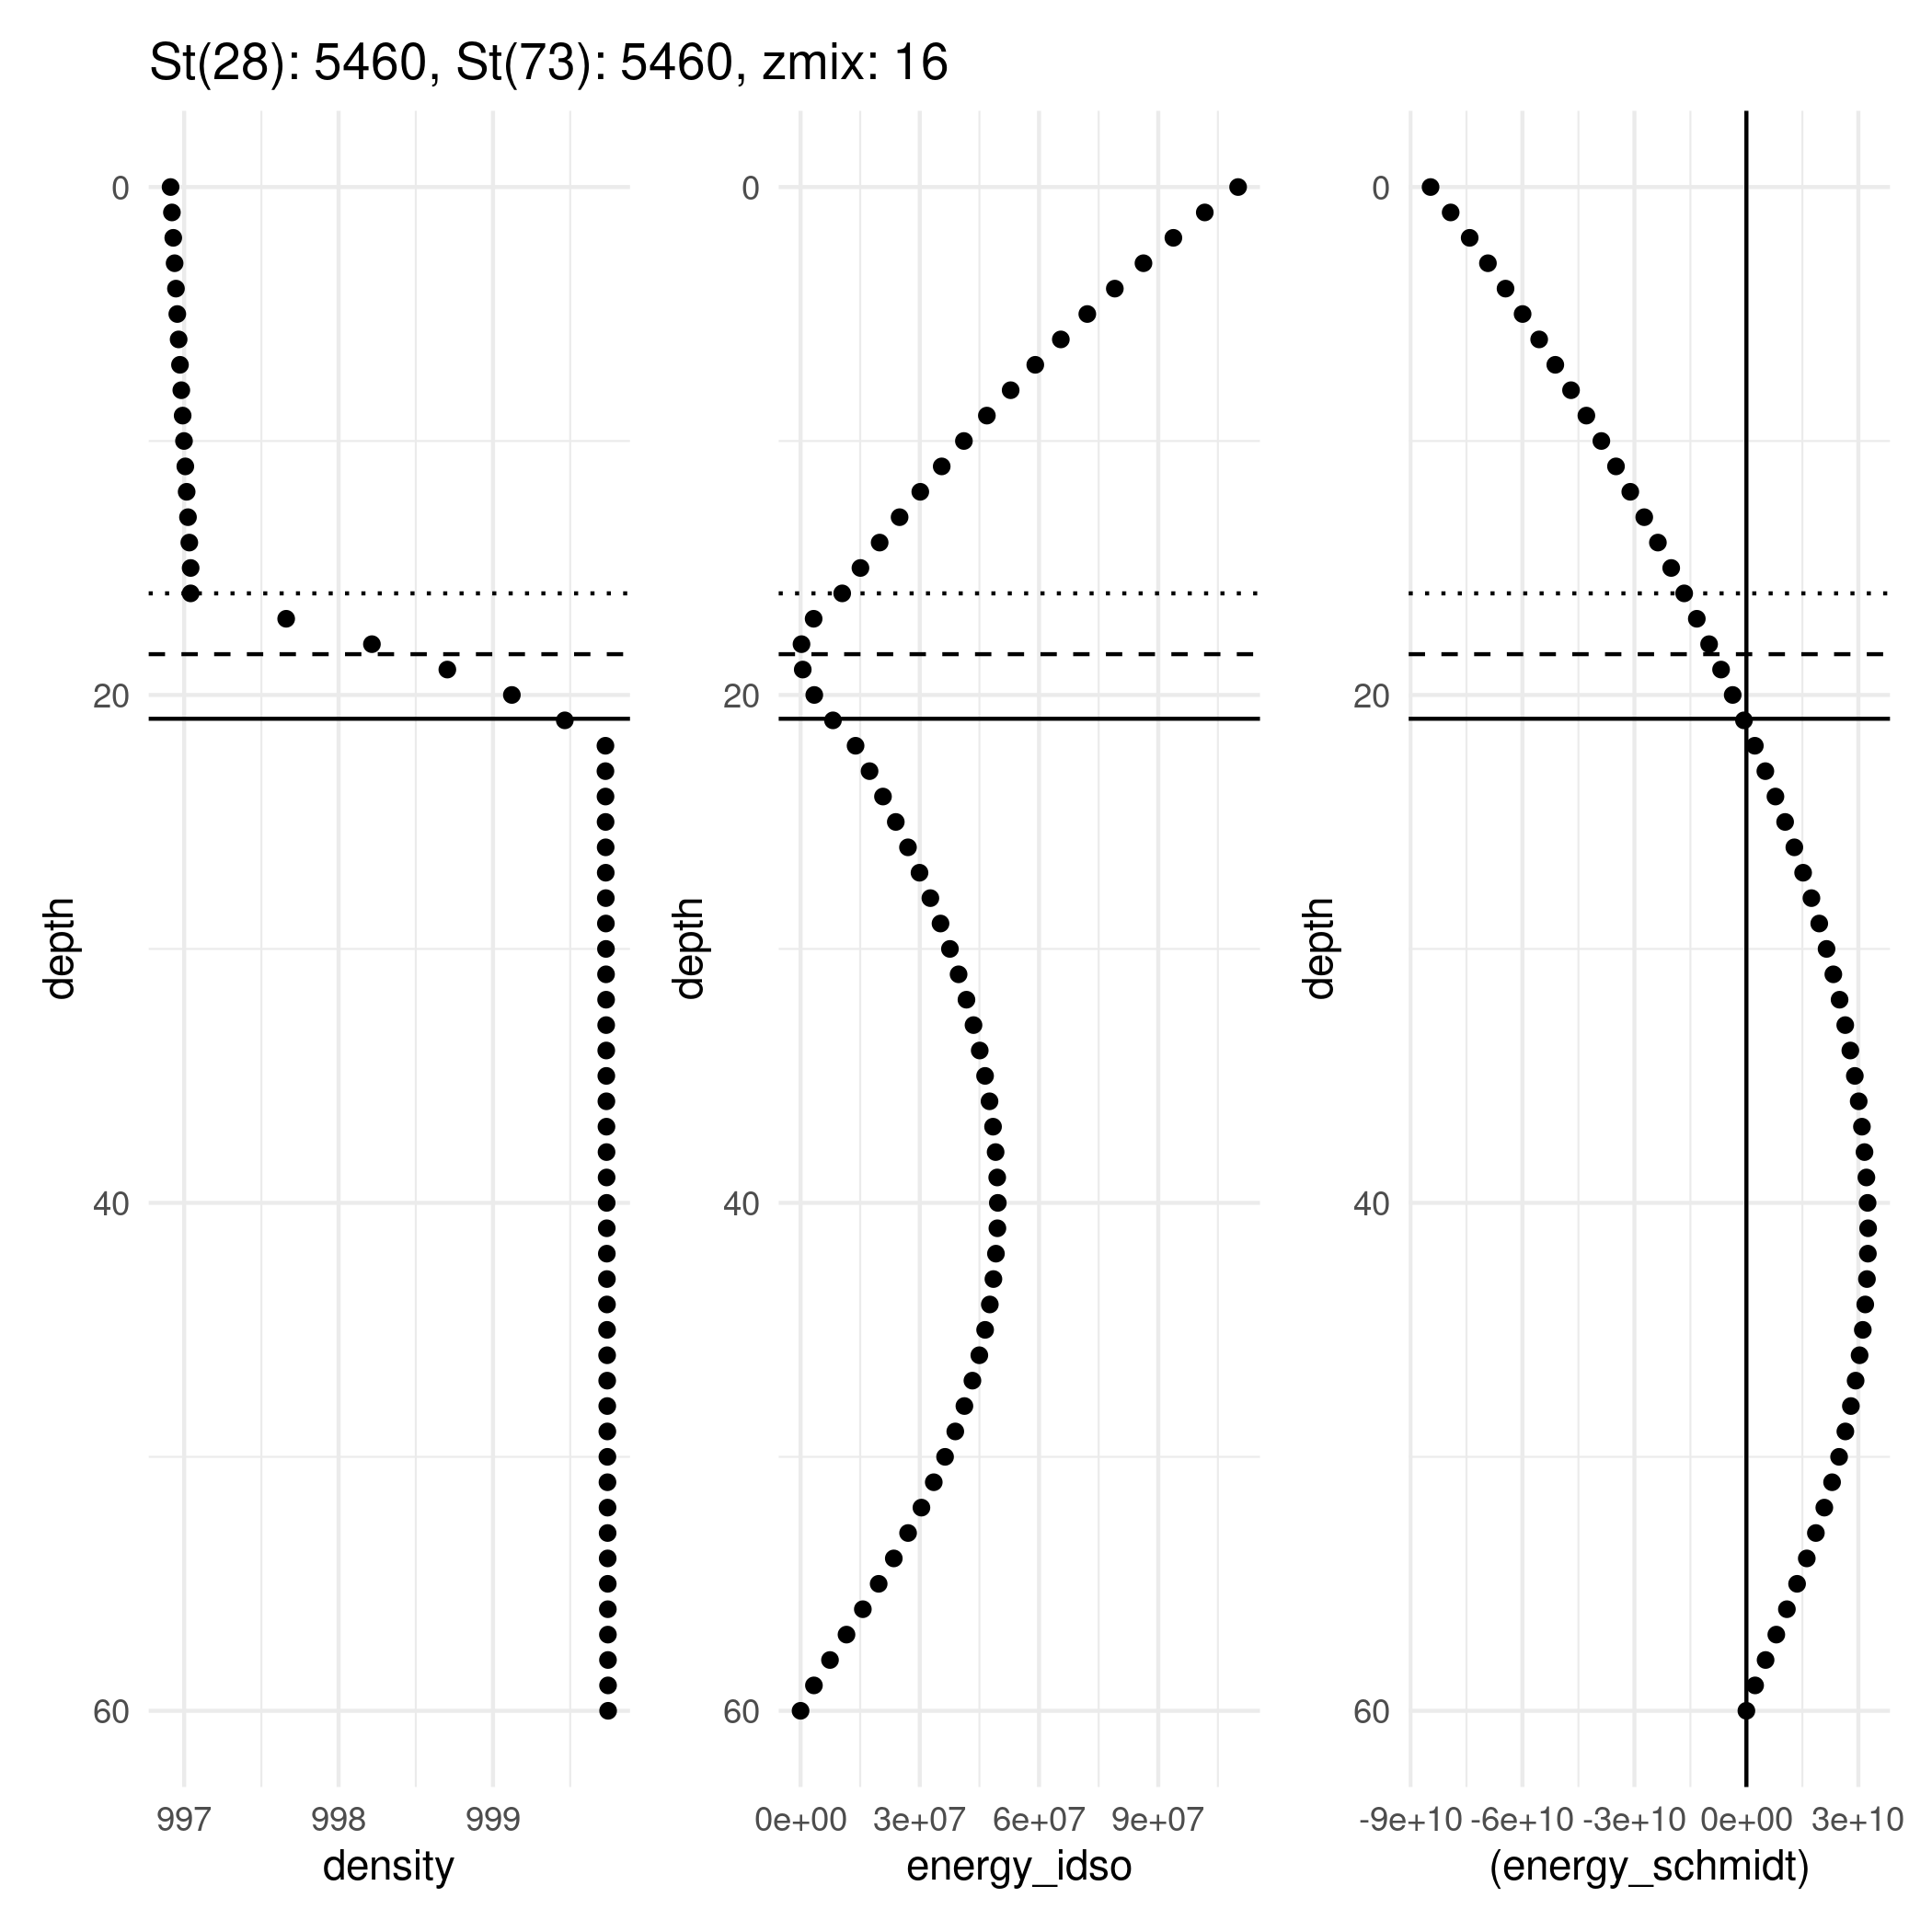 St(28): 5460, St(73): 5460, zmix: 16
0
20
40
60
depth
997 998 999
density
0
20
40
60
depth
0e+00 3e+07 6e+07 9e+07
energy_idso
0
20
40
60
depth
-9e+10 -6e+10 -3e+10 0e+00 3e+10
(energy_schmidt)